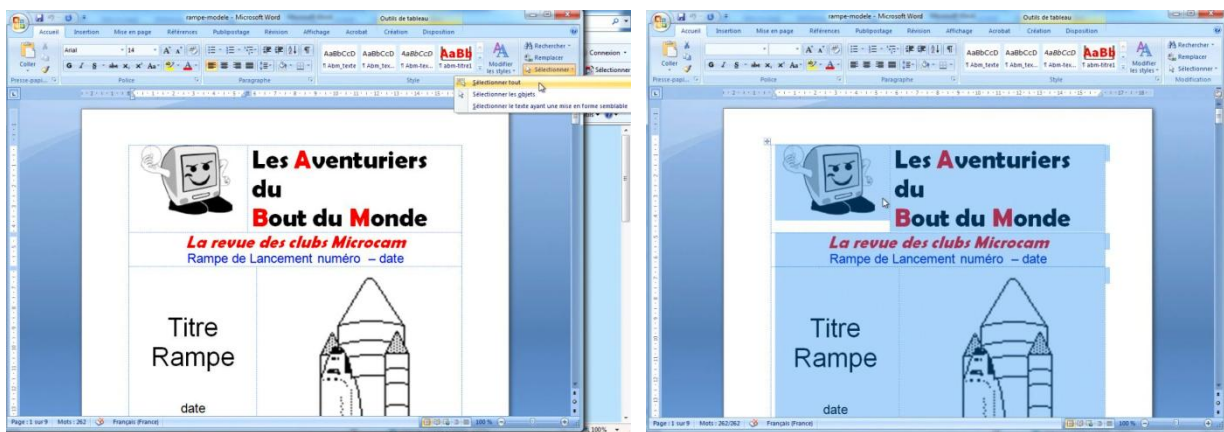 rampe-modele - Microsoft Word
Outils de tableau
Accueil Insertion Mise en page Références Publipostage Révision Affichage Acrobat Création Disposition
Coller
Arial
14
AaBbCcD AaBbCcD AaBbCcD AaBb
¶ Abm_texte ¶ Abm_tex... ¶ Abm-tex... ¶ abm-titre1
Modifier les styles
Rechercher
Remplacer
Sélectionner
Presse-papi... Police Paragraphe Style
Sélectionner tout
Sélectionner les objets
Sélectionner le texte ayant une mise en forme semblable
Connexion
Sélectionner
Les Aventuriers
du
Bout du Monde
La revue des clubs Microcam
Rampe de Lancement numéro – date
Titre
Rampe
date
Page : 1 sur 9 Mots : 262 Français (France) 100 %
100%
rampe-modele - Microsoft Word
Outils de tableau
Accueil Insertion Mise en page Références Publipostage Révision Affichage Acrobat Création Disposition
Coller
AaBbCcD AaBbCcD AaBbCcD AaBb
¶ Abm_texte ¶ Abm_tex... ¶ Abm-tex... ¶ abm-titre1
Modifier les styles
Rechercher
Remplacer
Sélectionner
Presse-papi... Police Paragraphe Style Modification
Les Aventuriers
du
Bout du Monde
La revue des clubs Microcam
Rampe de Lancement numéro – date
Titre
Rampe
date
Page : 1 sur 9 Mots : 262/262 Français (France) 100 %